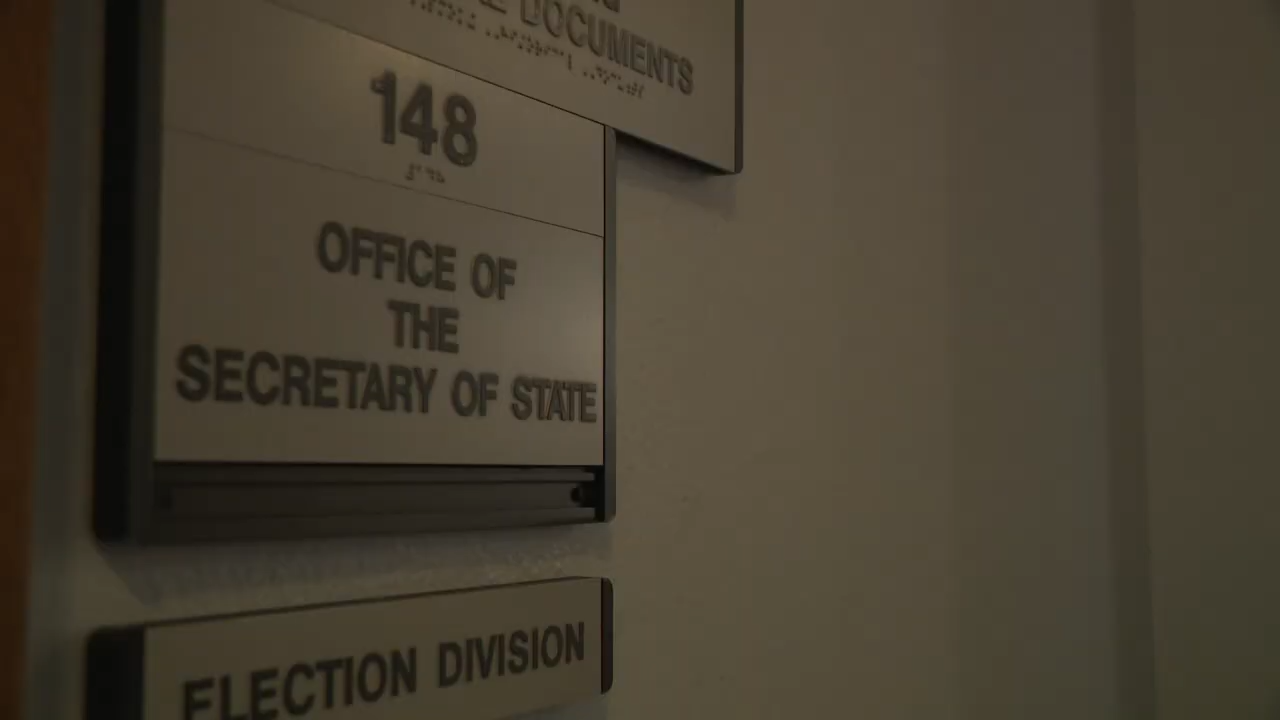 DOCUMENTS
148
OFFICE OF
THE
SECRETARY OF STATE
ELECTION DIVISION